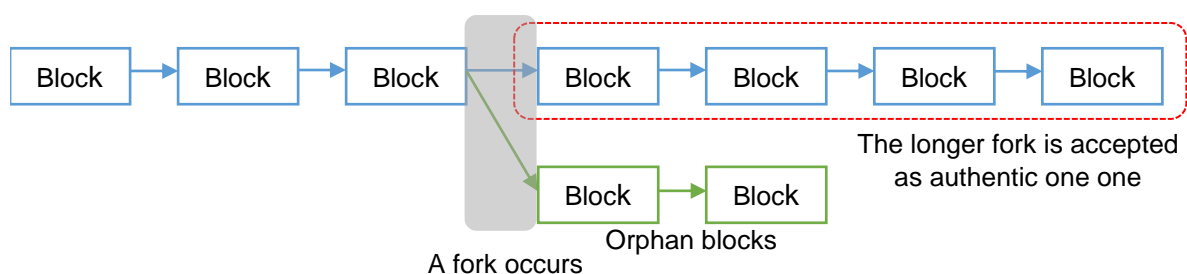 Block Block Block Block Block Block Block
The longer fork is accepted
as authentic one one
Block Block
Orphan blocks
A fork occurs